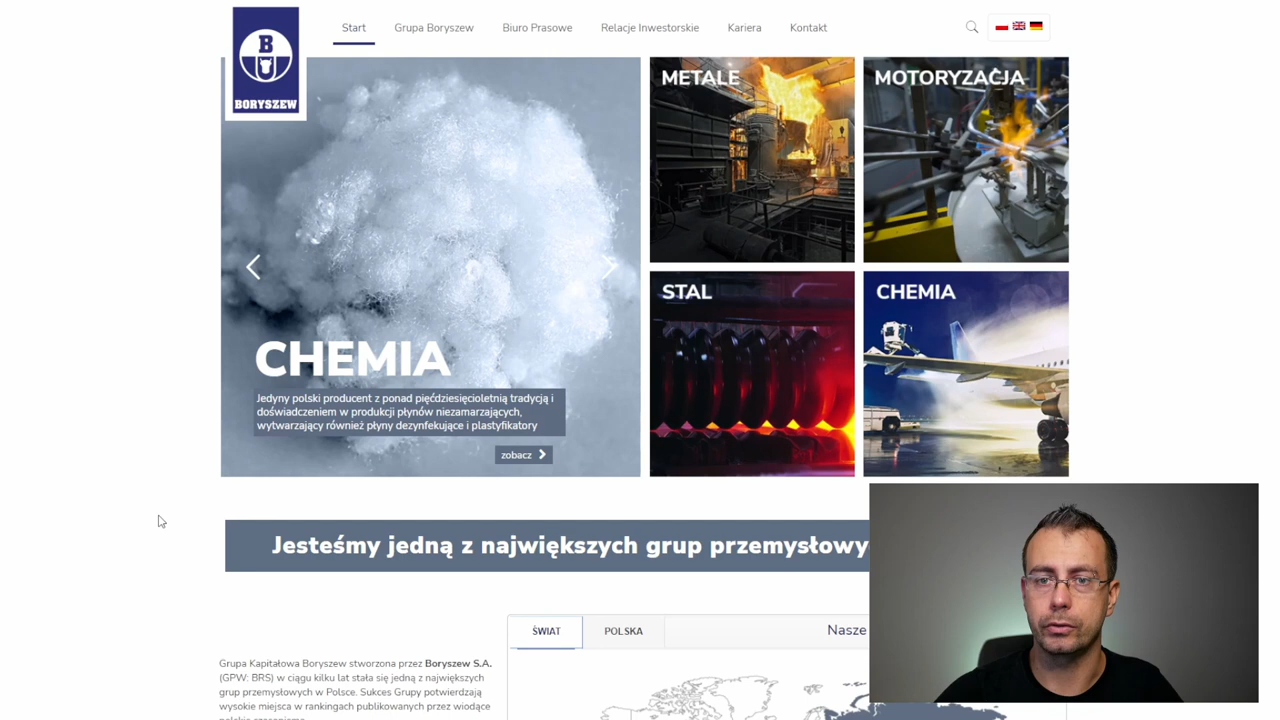 B
BORYSZEW
Start
Grupa Boryszew
Biuro Prasowe
Relacje Inwestorskie
Kariera
Kontakt
METALE
MOTORYZACJA
STAL
CHEMIA
CHEMIA
Jedyny polski producent z ponad pięćdziesięcioletnią tradycją i
doświadczeniem w produkcji płynów niezamarzających,
wytwarzający również płyny dezynfekujące i plastyfikatory
zobacz
Jesteśmy jedną z największych grup przemysłowy
ŚWIAT
POLSKA
Nasze
Grupa Kapitałowa Boryszew stworzona przez Boryszew S.A.
(GPW: BRS) w ciągu kilku lat stała się jedną z największych
grup przemysłowych w Polsce. Sukces Grupy potwierdzają
wysokie miejsca w rankingach publikowanych przez wiodące